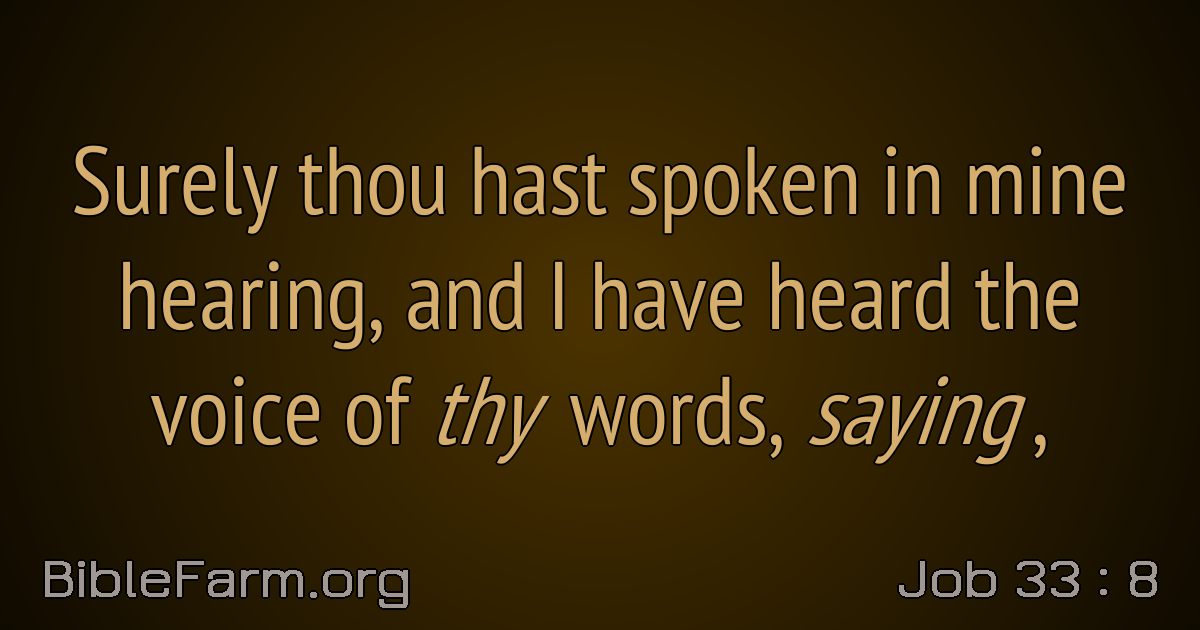 Surely thou hast spoken in mine
hearing, and I have heard the
voice of thy words, saying ,
BibleFarm.org
Job 33 : 8